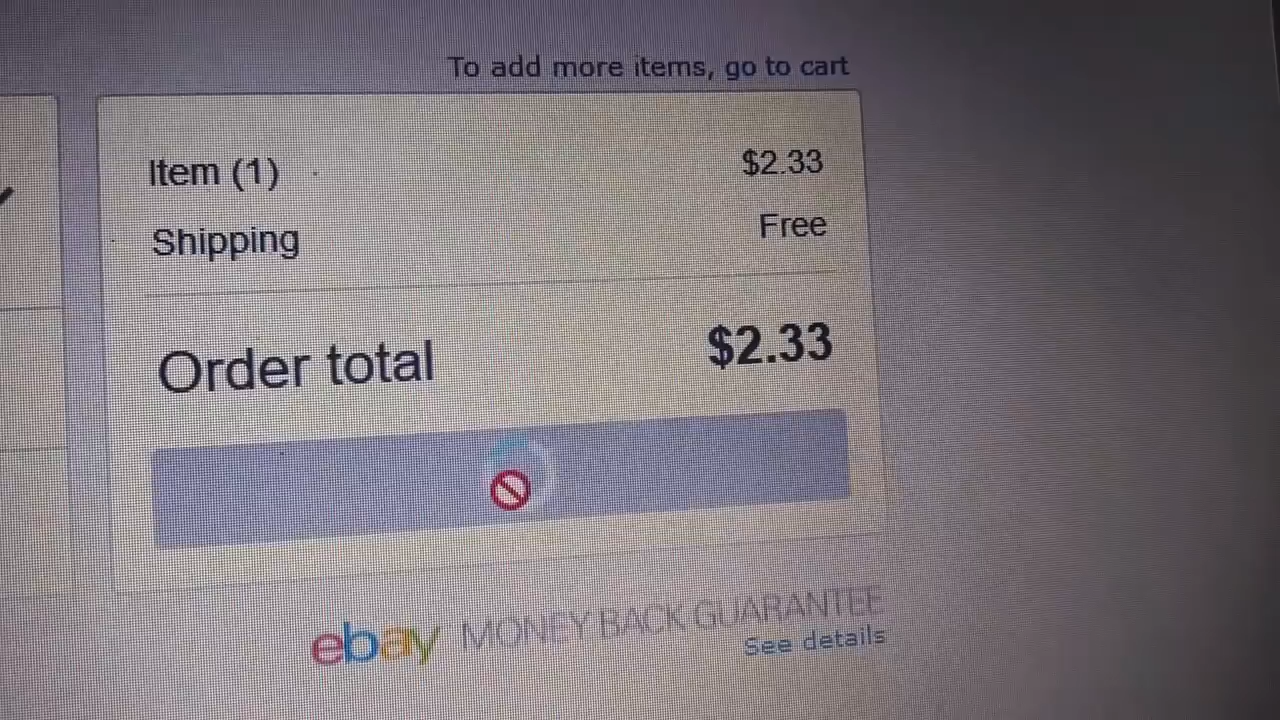 To add more items, go to cart
Item (1) $2.33
Shipping Free
Order total $2.33
ebay MONEY BACK GUARANTEE
See details